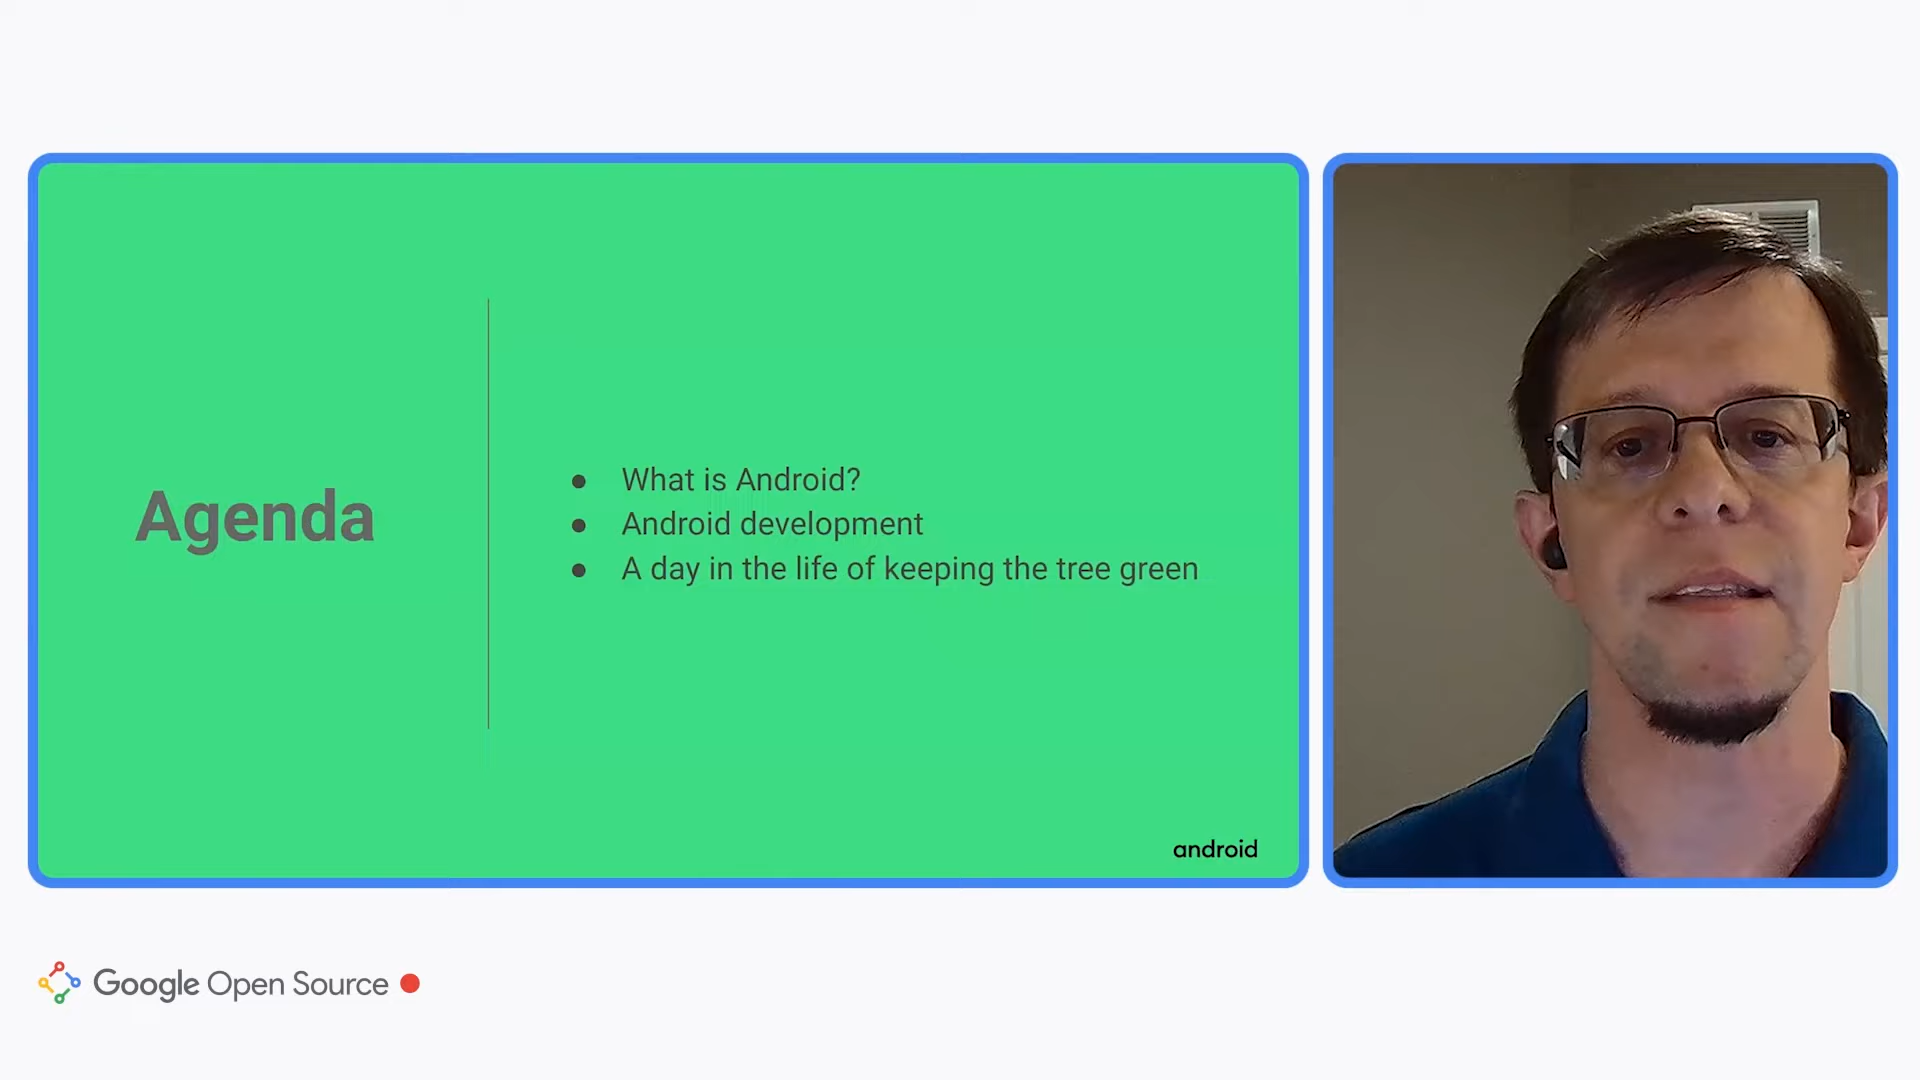 Agenda
What is Android?
Android development
A day in the life of keeping the tree green
android
Google Open Source